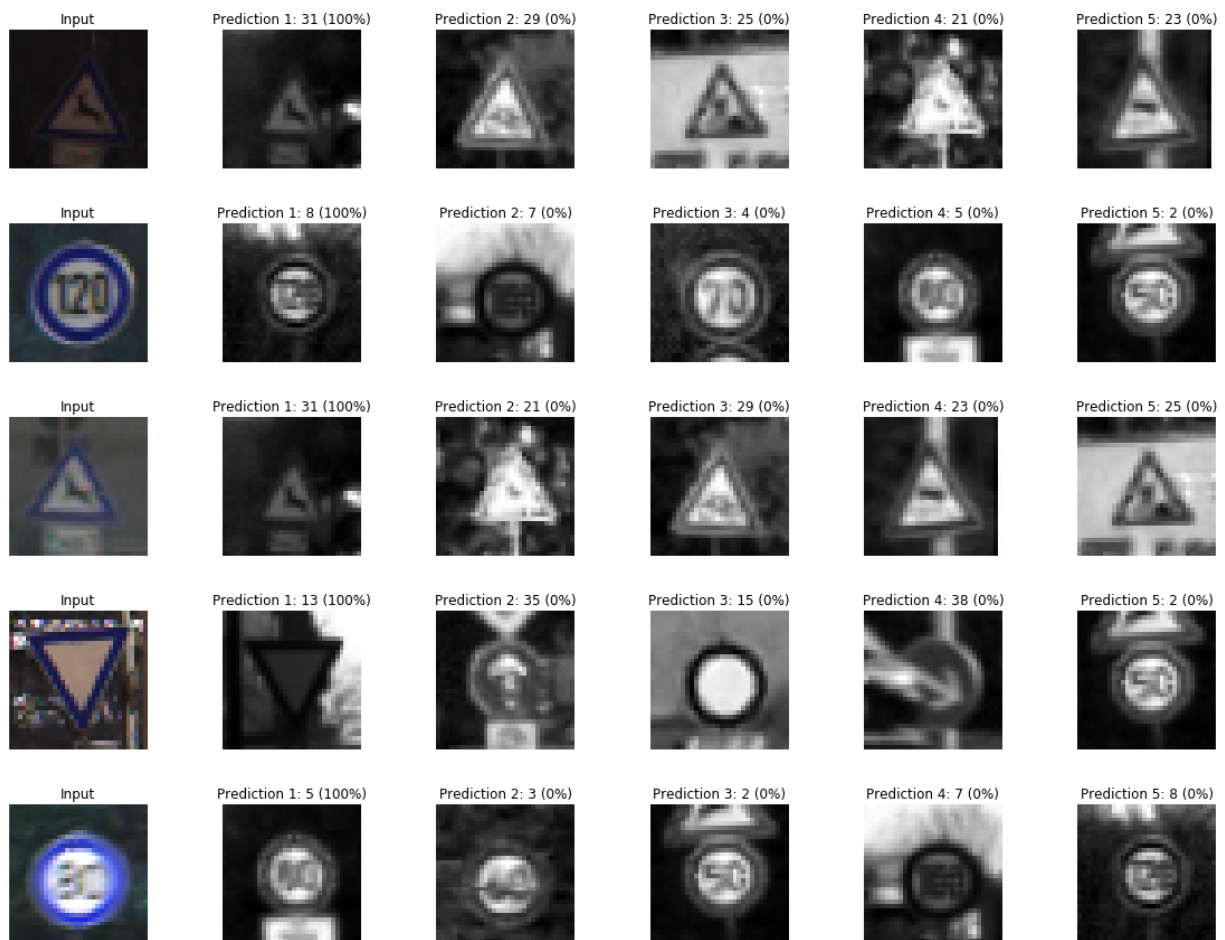 Input Prediction 1: 31 (100%) Prediction 2: 29 (0%) Prediction 3: 25 (0%) Prediction 4: 21 (0%) Prediction 5: 23 (0%)
Input Prediction 1: 8 (100%) Prediction 2: 7 (0%) Prediction 3: 4 (0%) Prediction 4: 5 (0%) Prediction 5: 2 (0%)
120 70 50
Input Prediction 1: 31 (100%) Prediction 2: 21 (0%) Prediction 3: 29 (0%) Prediction 4: 23 (0%) Prediction 5: 25 (0%)
Input Prediction 1: 13 (100%) Prediction 2: 35 (0%) Prediction 3: 15 (0%) Prediction 4: 38 (0%) Prediction 5: 2 (0%)
50
Input Prediction 1: 5 (100%) Prediction 2: 3 (0%) Prediction 3: 2 (0%) Prediction 4: 7 (0%) Prediction 5: 8 (0%)
50